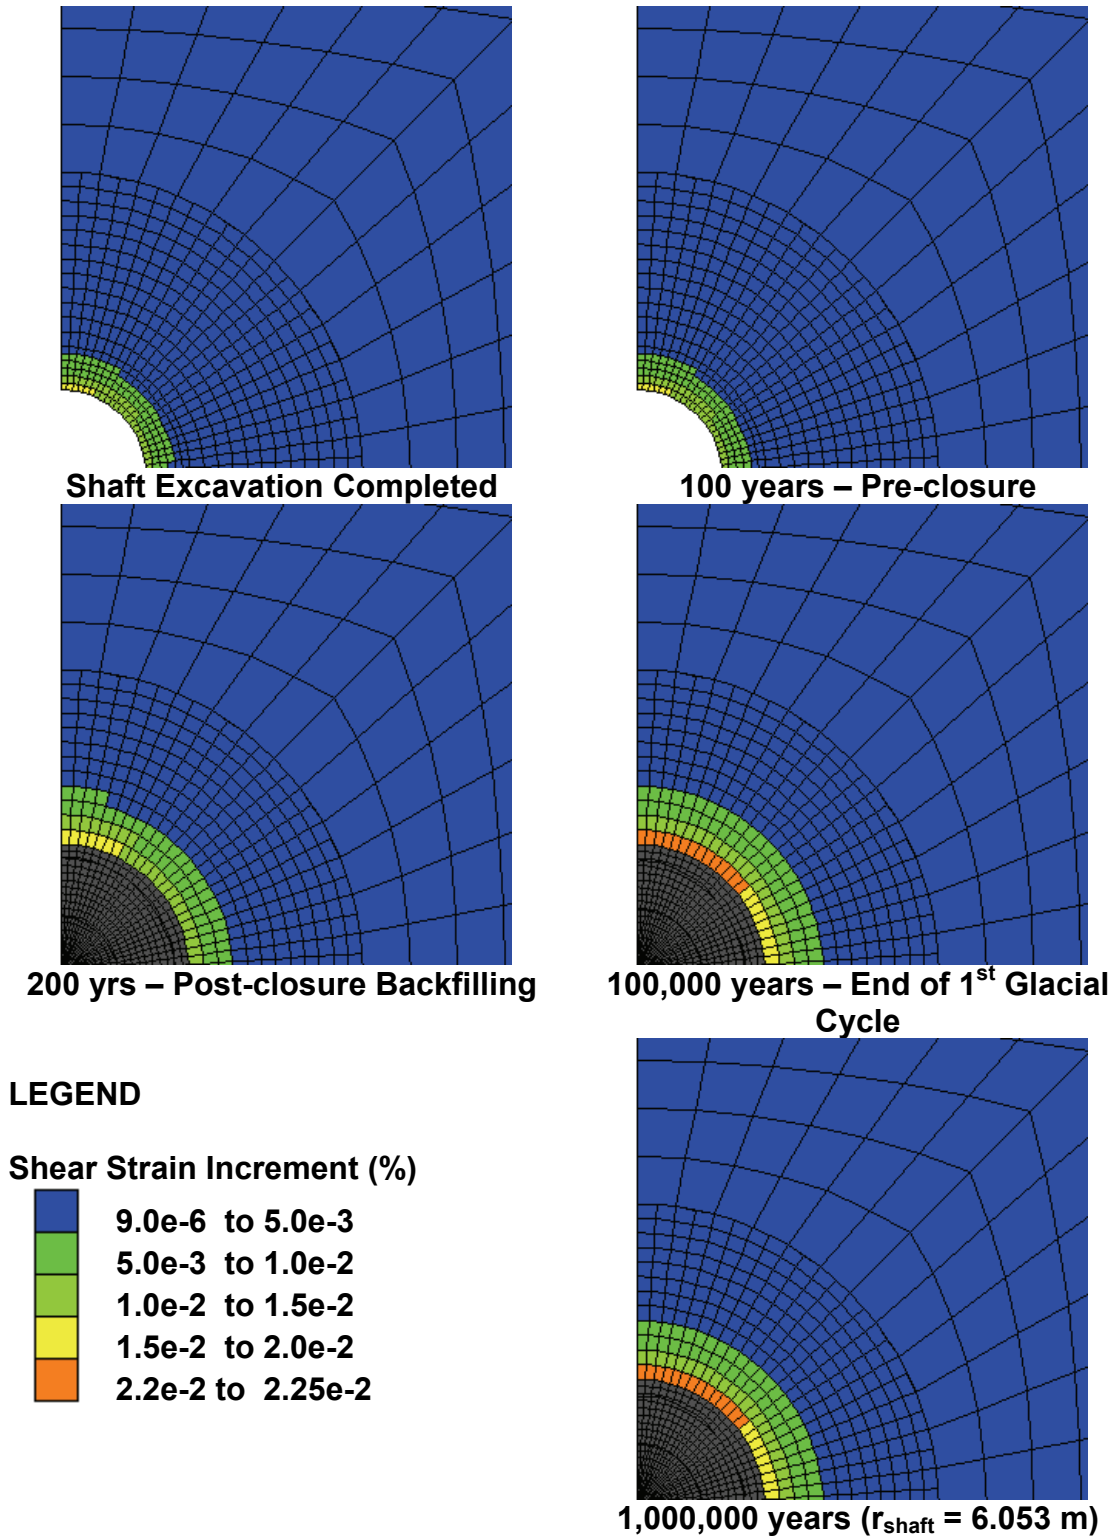 Shaft Excavation Completed
100 years – Pre-closure
200 yrs – Post-closure Backfilling
100,000 years – End of 1st Glacial
Cycle
LEGEND
Shear Strain Increment (%)
9.0e-6 to 5.0e-3
5.0e-3 to 1.0e-2
1.0e-2 to 1.5e-2
1.5e-2 to 2.0e-2
2.2e-2 to 2.25e-2
1,000,000 years (rshaft = 6.053 m)